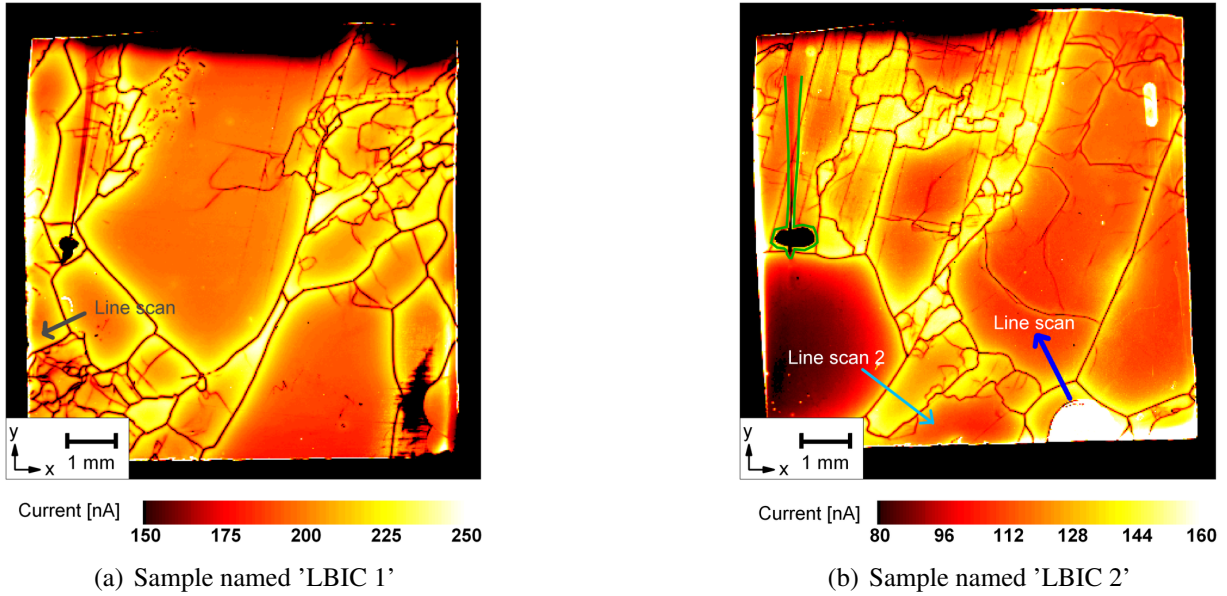 Line scan
y
x
1 mm
Current [nA]
150 175 200 225 250
(a) Sample named ’LBIC 1’
Line scan
Line scan 2
y
x
1 mm
Current [nA]
80 96 112 128 144 160
(b) Sample named ’LBIC 2’